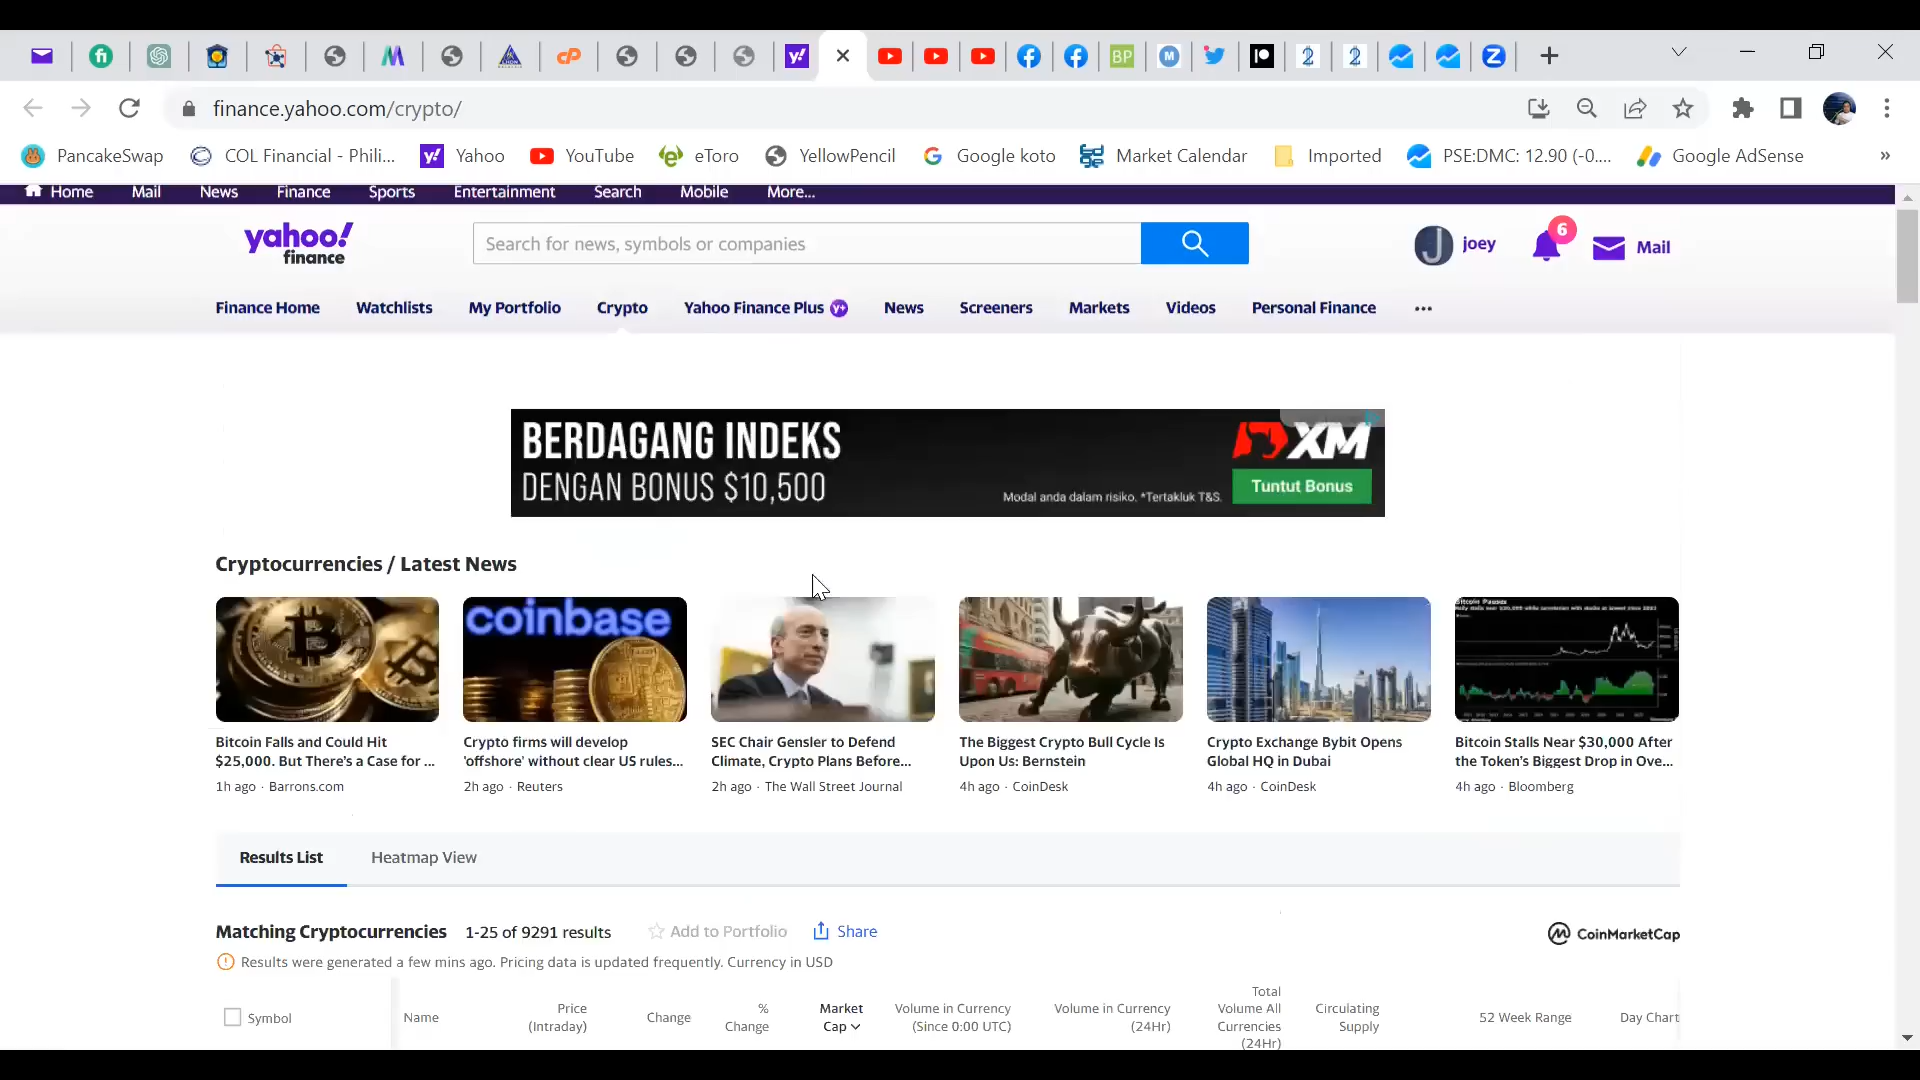 finance.yahoo.com/crypto/
PancakeSwap
COL Financial - Phili...
Yahoo
YouTube
eToro
YellowPencil
Google koto
Market Calendar
Imported
PSE:DMC: 12.90 (-0....
Google AdSense
»
Home
Mail
News
Finance
Sports
Entertainment
Search
Mobile
More...
yahoo!
finance
Search for news, symbols or companies
joey
6
Mail
Finance Home
Watchlists
My Portfolio
Crypto
Yahoo Finance Plus
News
Screeners
Markets
Videos
Personal Finance
BERDAGANG INDEKS
DENGAN BONUS $10,500
Modal anda dalam risiko. *Tertakluk T&S.
XM
Tuntut Bonus
Cryptocurrencies / Latest News
coinbase
Bitcoin Falls and Could Hit
$25,000. But There's a Case for ...
1h ago · Barrons.com
Crypto firms will develop
'offshore' without clear US rules...
2h ago · Reuters
SEC Chair Gensler to Defend
Climate, Crypto Plans Before...
2h ago · The Wall Street Journal
The Biggest Crypto Bull Cycle Is
Upon Us: Bernstein
4h ago · CoinDesk
Crypto Exchange Bybit Opens
Global HQ in Dubai
4h ago · CoinDesk
Bitcoin Pauses
Bitcoin Stalls Near $30,000 After
the Token's Biggest Drop in Ove...
4h ago · Bloomberg
Results List
Heatmap View
Matching Cryptocurrencies
1-25 of 9291 results
Add to Portfolio
Share
CoinMarketCap
Results were generated a few mins ago. Pricing data is updated frequently. Currency in USD
Symbol
Name
Price
(Intraday)
Change
%
Change
Market
Cap
Volume in Currency
(Since 0:00 UTC)
Volume in Currency
(24Hr)
Total
Volume All
Currencies
(24Hr)
Circulating
Supply
52 Week Range
Day Chart